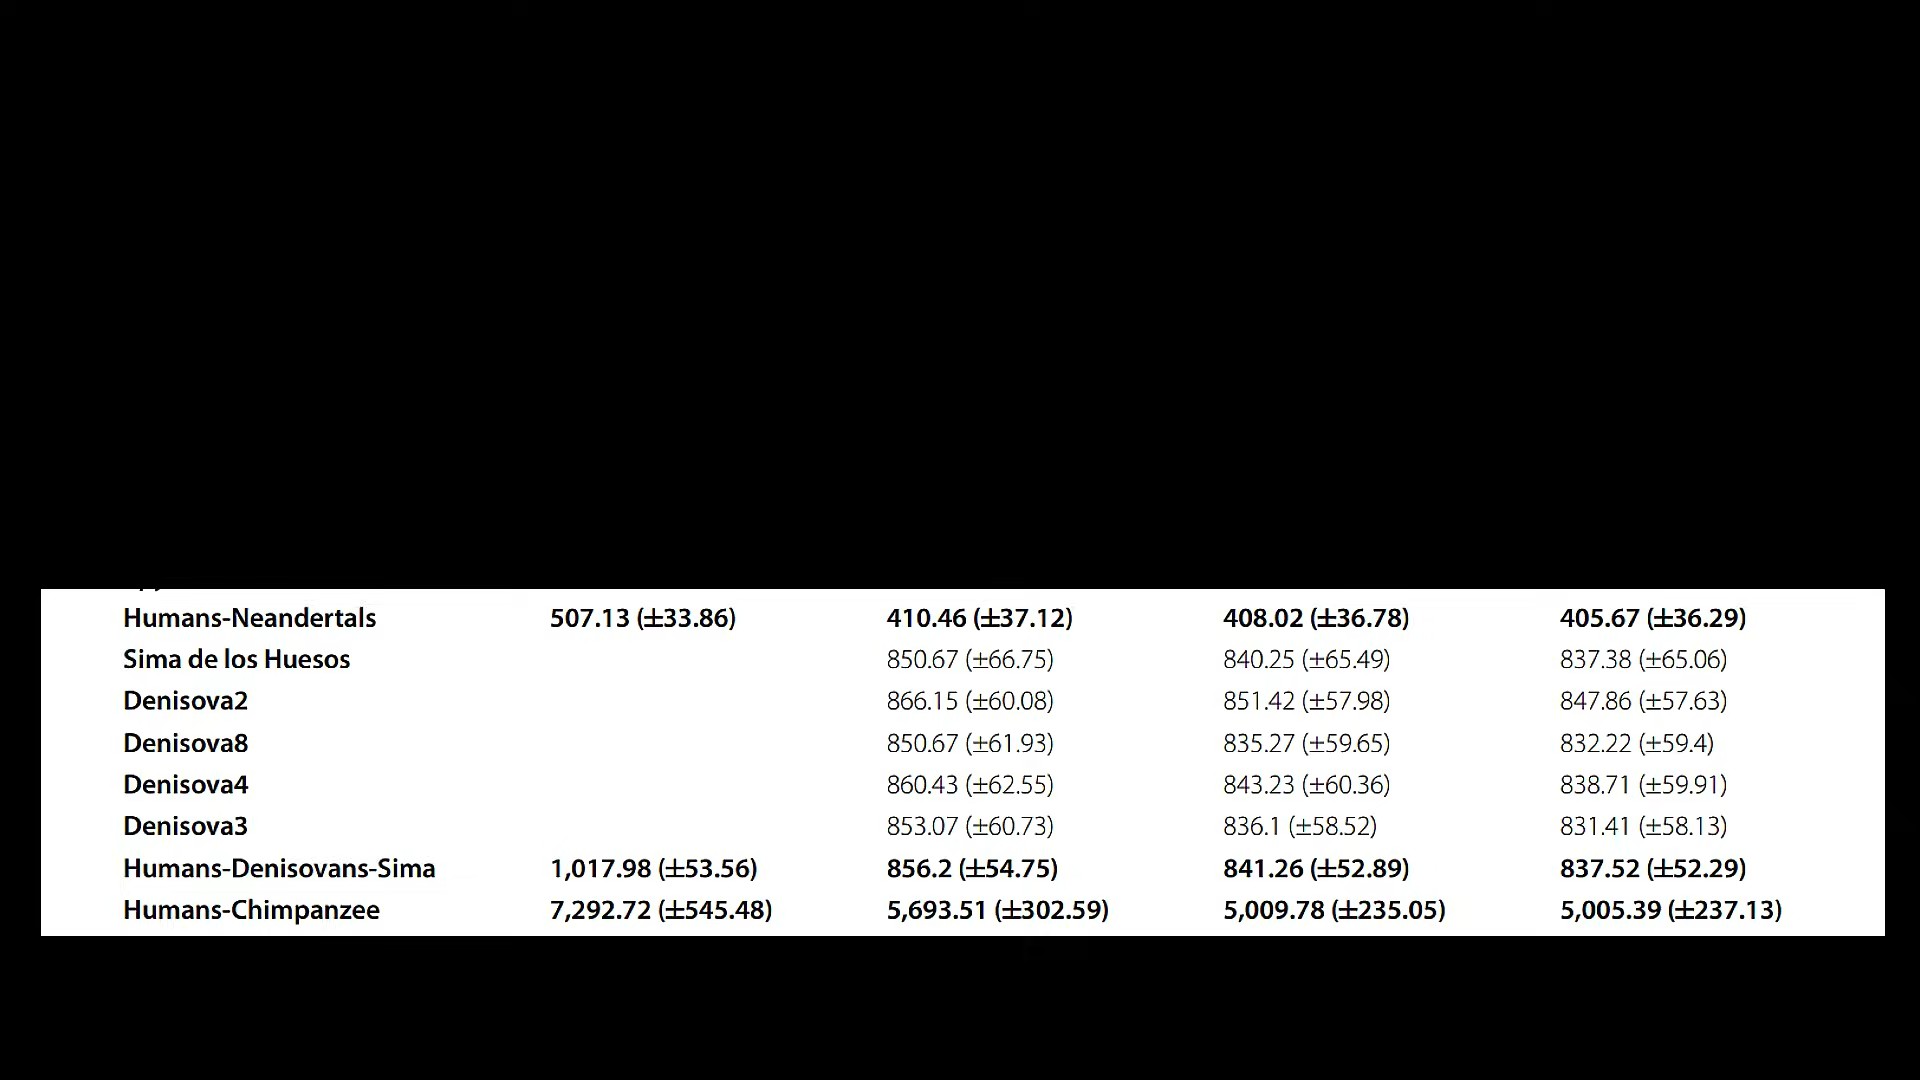 Humans-Neandertals 507.13 (±33.86) 410.46 (±37.12) 408.02 (±36.78) 405.67 (±36.29)
Sima de los Huesos 850.67 (±66.75) 840.25 (±65.49) 837.38 (±65.06)
Denisova2 866.15 (±60.08) 851.42 (±57.98) 847.86 (±57.63)
Denisova8 850.67 (±61.93) 835.27 (±59.65) 832.22 (±59.4)
Denisova4 860.43 (±62.55) 843.23 (±60.36) 838.71 (±59.91)
Denisova3 853.07 (±60.73) 836.1 (±58.52) 831.41 (±58.13)
Humans-Denisovans-Sima 1,017.98 (±53.56) 856.2 (±54.75) 841.26 (±52.89) 837.52 (±52.29)
Humans-Chimpanzee 7,292.72 (±545.48) 5,693.51 (±302.59) 5,009.78 (±235.05) 5,005.39 (±237.13)